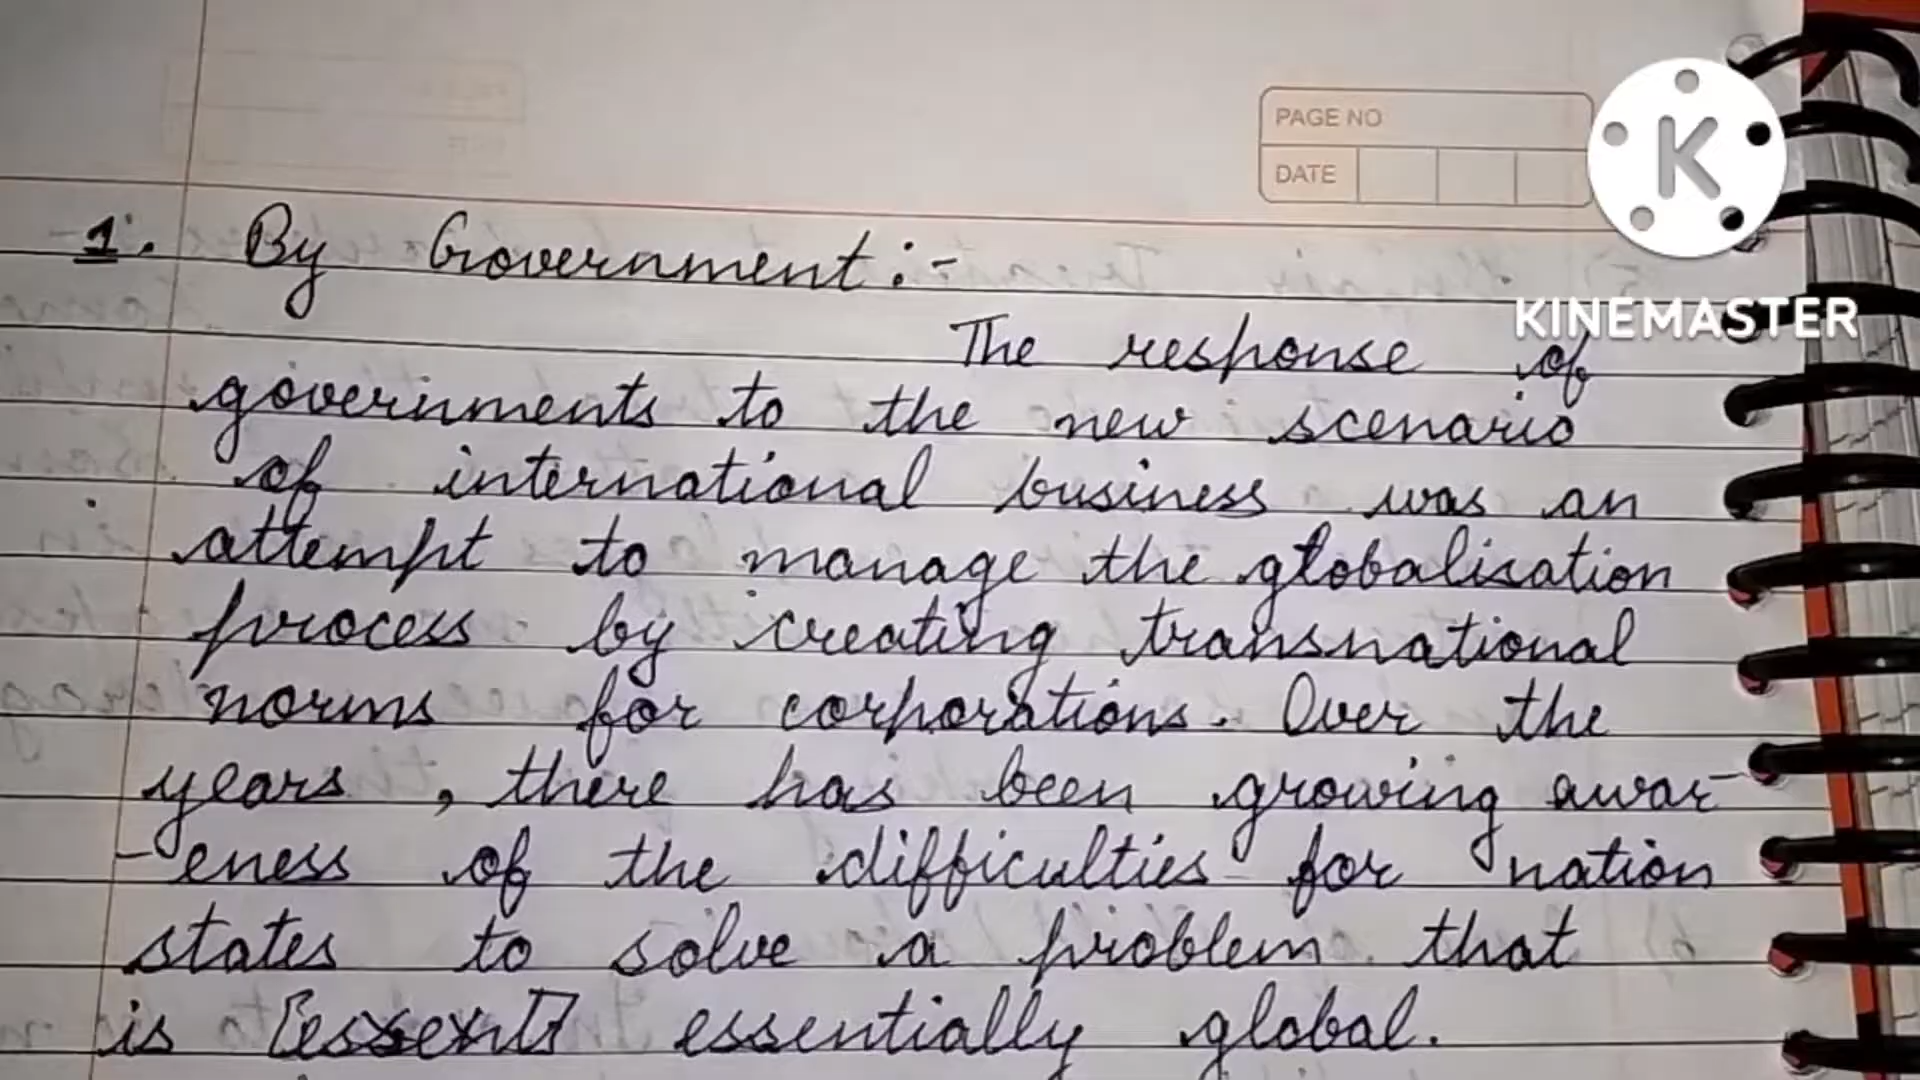 PAGE NO
DATE
K
KINEMASTER
1. By Government:-
The response of
governments to the new scenario
of international business was an
attempt to manage the globalisation
process by creating transnational
norms for corporations. Over the
years, there has been growing awar-
-eness of the difficulties for nation
states to solve a problem that
is [essent] essentially global.